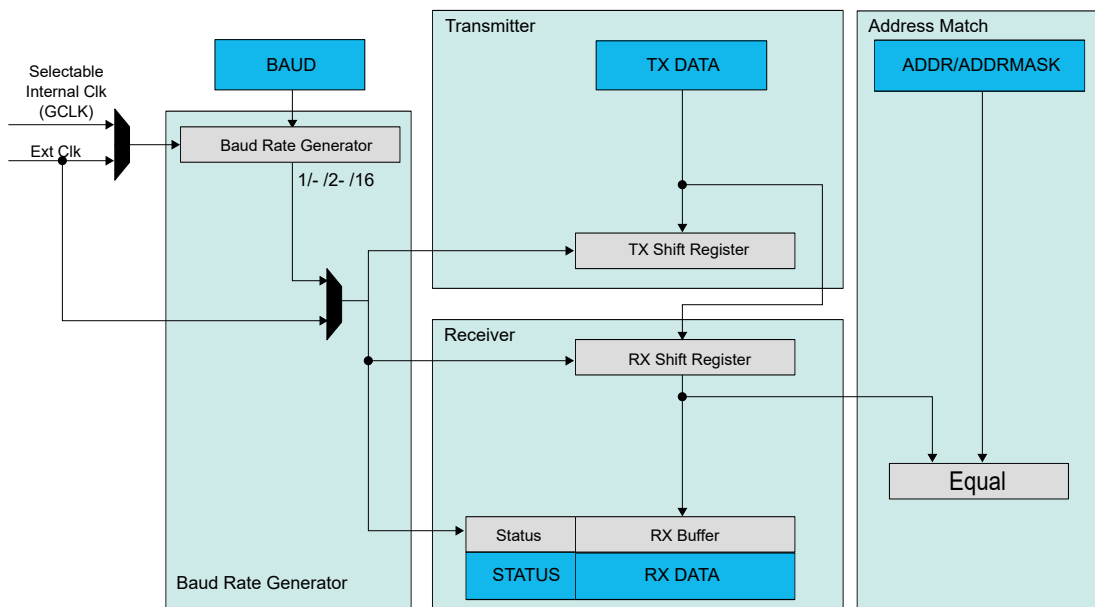 Transmitter
Address Match
BAUD
TX DATA
ADDR/ADDRMASK
Selectable
Internal Clk
(GCLK)
Ext Clk
Baud Rate Generator
1/- /2- /16
TX Shift Register
Receiver
RX Shift Register
Equal
Status
RX Buffer
STATUS
RX DATA
Baud Rate Generator